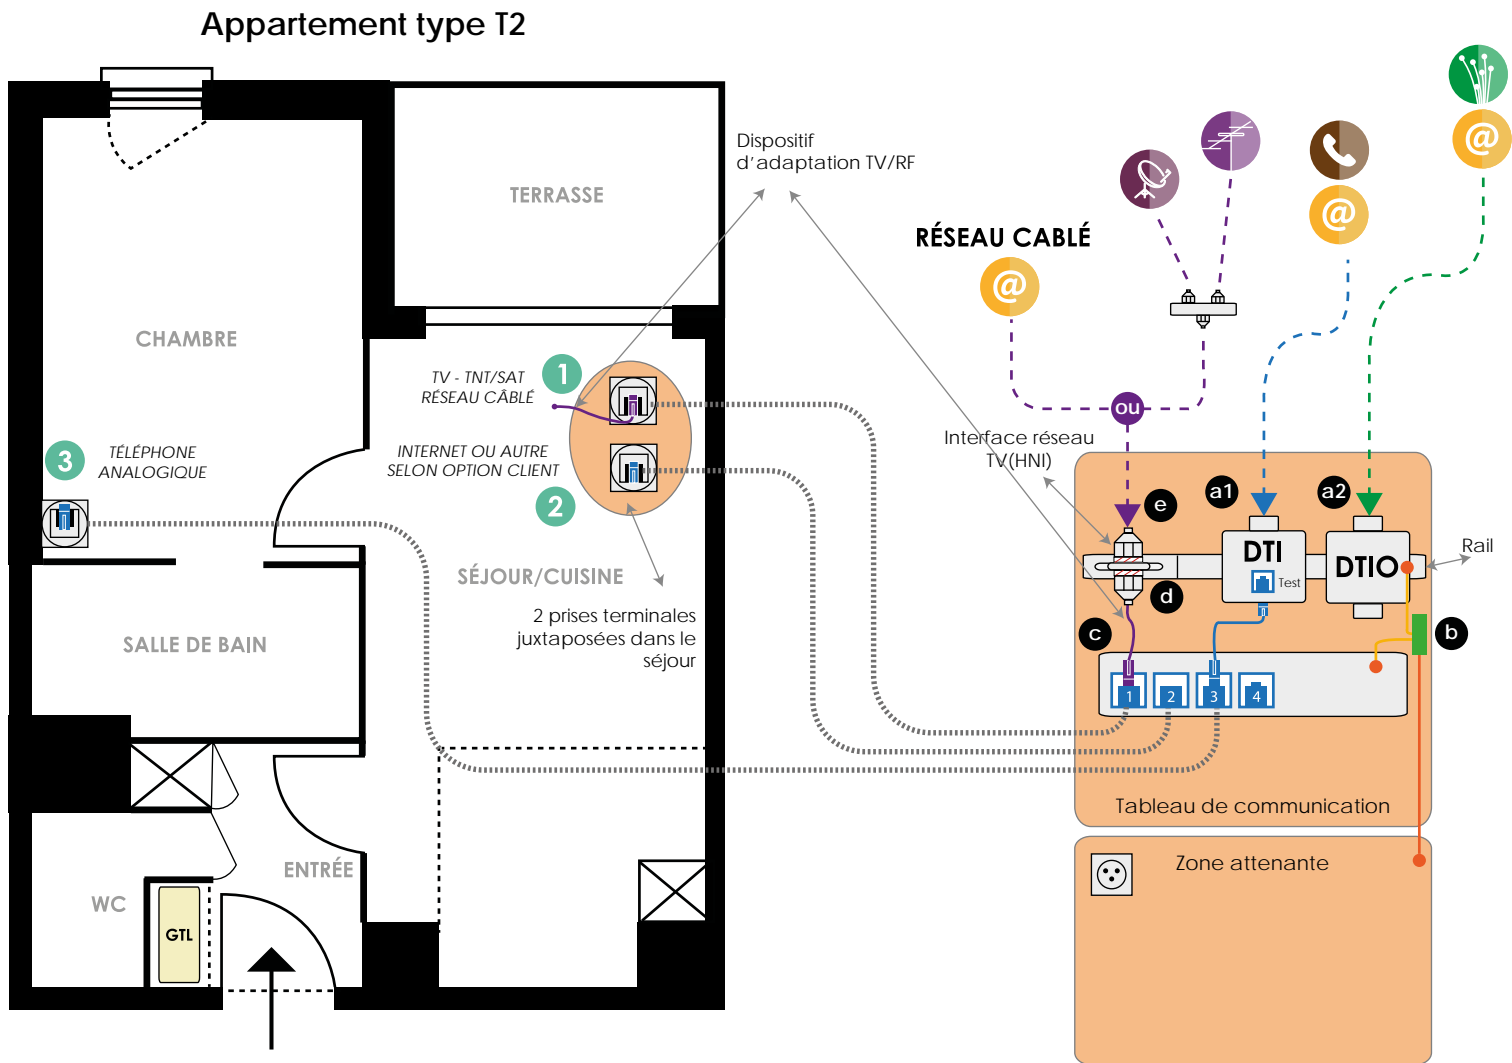 Appartement type T2
Dispositif
d'adaptation TV/RF
TERRASSE
RÉSEAU CABLÉ
@
@
@
CHAMBRE
TV - TNT/SAT
RÉSEAU CÂBLÉ
1
ou
INTERNET OU AUTRE
SELON OPTION CLIENT
2
3
TÉLÉPHONE
ANALOGIQUE
Interface réseau
TV(HNI)
e
a1
a2
DTI
Test
DTIO
Rail
SÉJOUR/CUISINE
d
c
b
2 prises terminales
juxtaposées dans le
séjour
SALLE DE BAIN
1
2
3
4
Tableau de communication
Zone attenante
ENTRÉE
WC
GTL